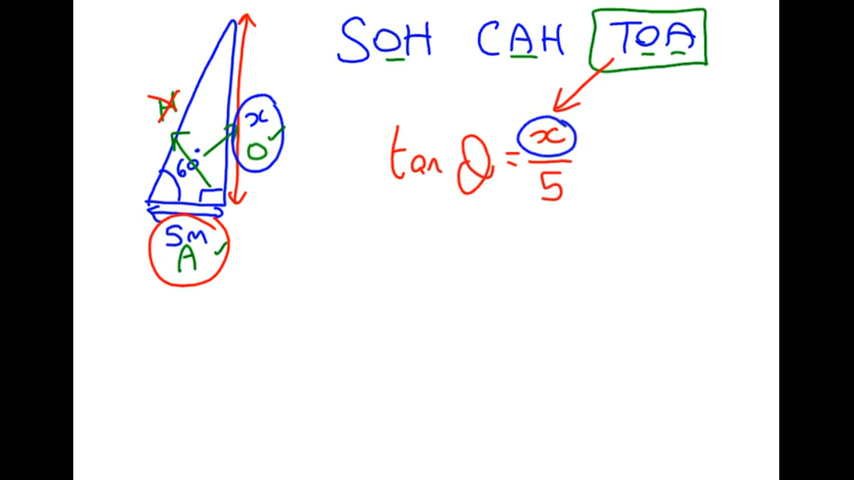 SOH CAH TOA
H
x
O
60°
5m
A
tan θ = x/5